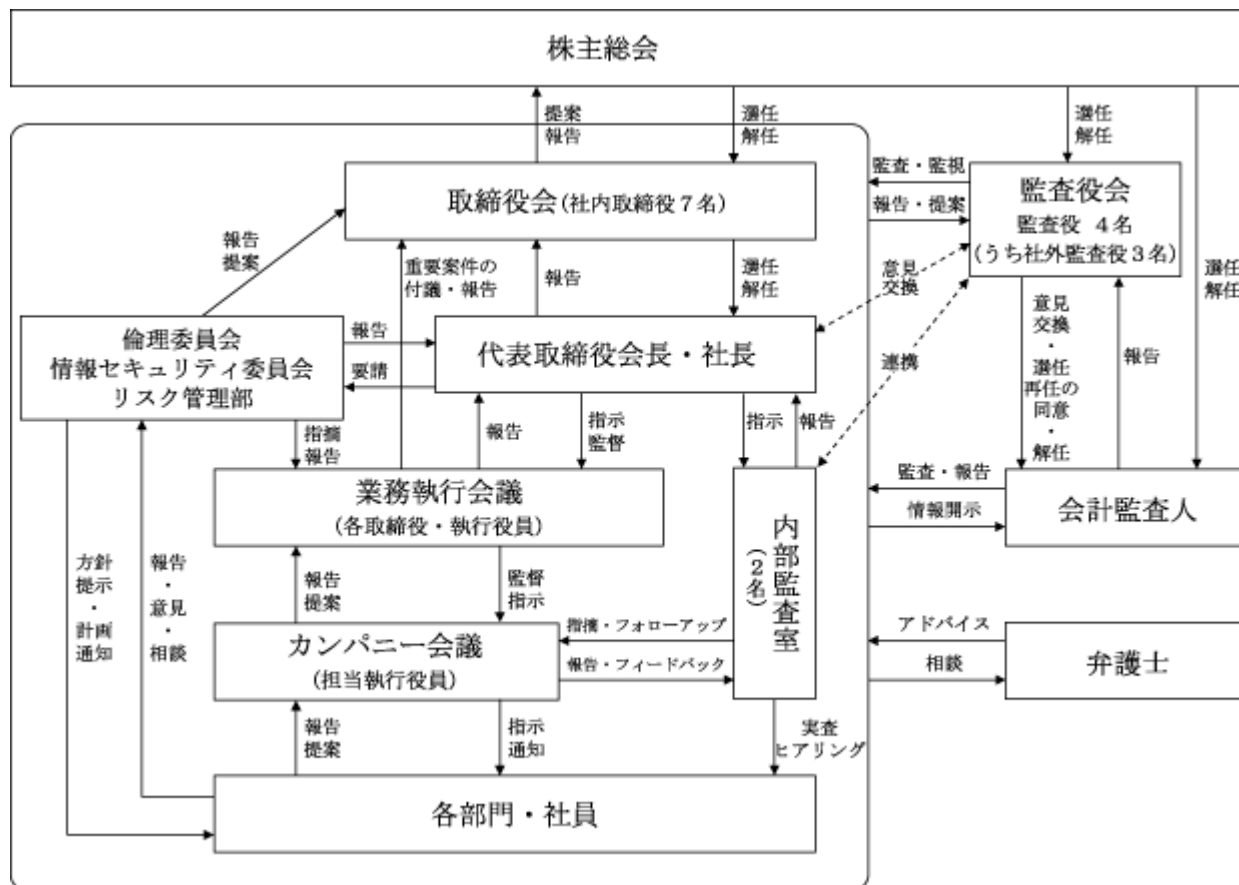 株主総会
提案
報告
選任
解任
選任
解任
選任
解任
取締役会(社内取締役7名)
監査・監視
報告・提案
監査役会
監査役 4名
(うち社外監査役3名)
報告
提案
重要案件の
付議・報告
報告
選任
解任
意見
交換
連携
意見
交換
・
選任
再任の
同意
・
解任
報告
倫理委員会
情報セキュリティ委員会
リスク管理部
報告
要請
代表取締役会長・社長
指摘
報告
報告
指示
監督
指示
報告
業務執行会議
(各取締役・執行役員)
内部監査室
(2名)
監査・報告
情報開示
会計監査人
方針
提示
・
計画
通知
報告
・
意見
・
相談
報告
提案
監督
指示
カンパニー会議
(担当執行役員)
指摘・フォローアップ
報告・フィードバック
アドバイス
相談
弁護士
報告
提案
指示
通知
実査
ヒアリング
各部門・社員